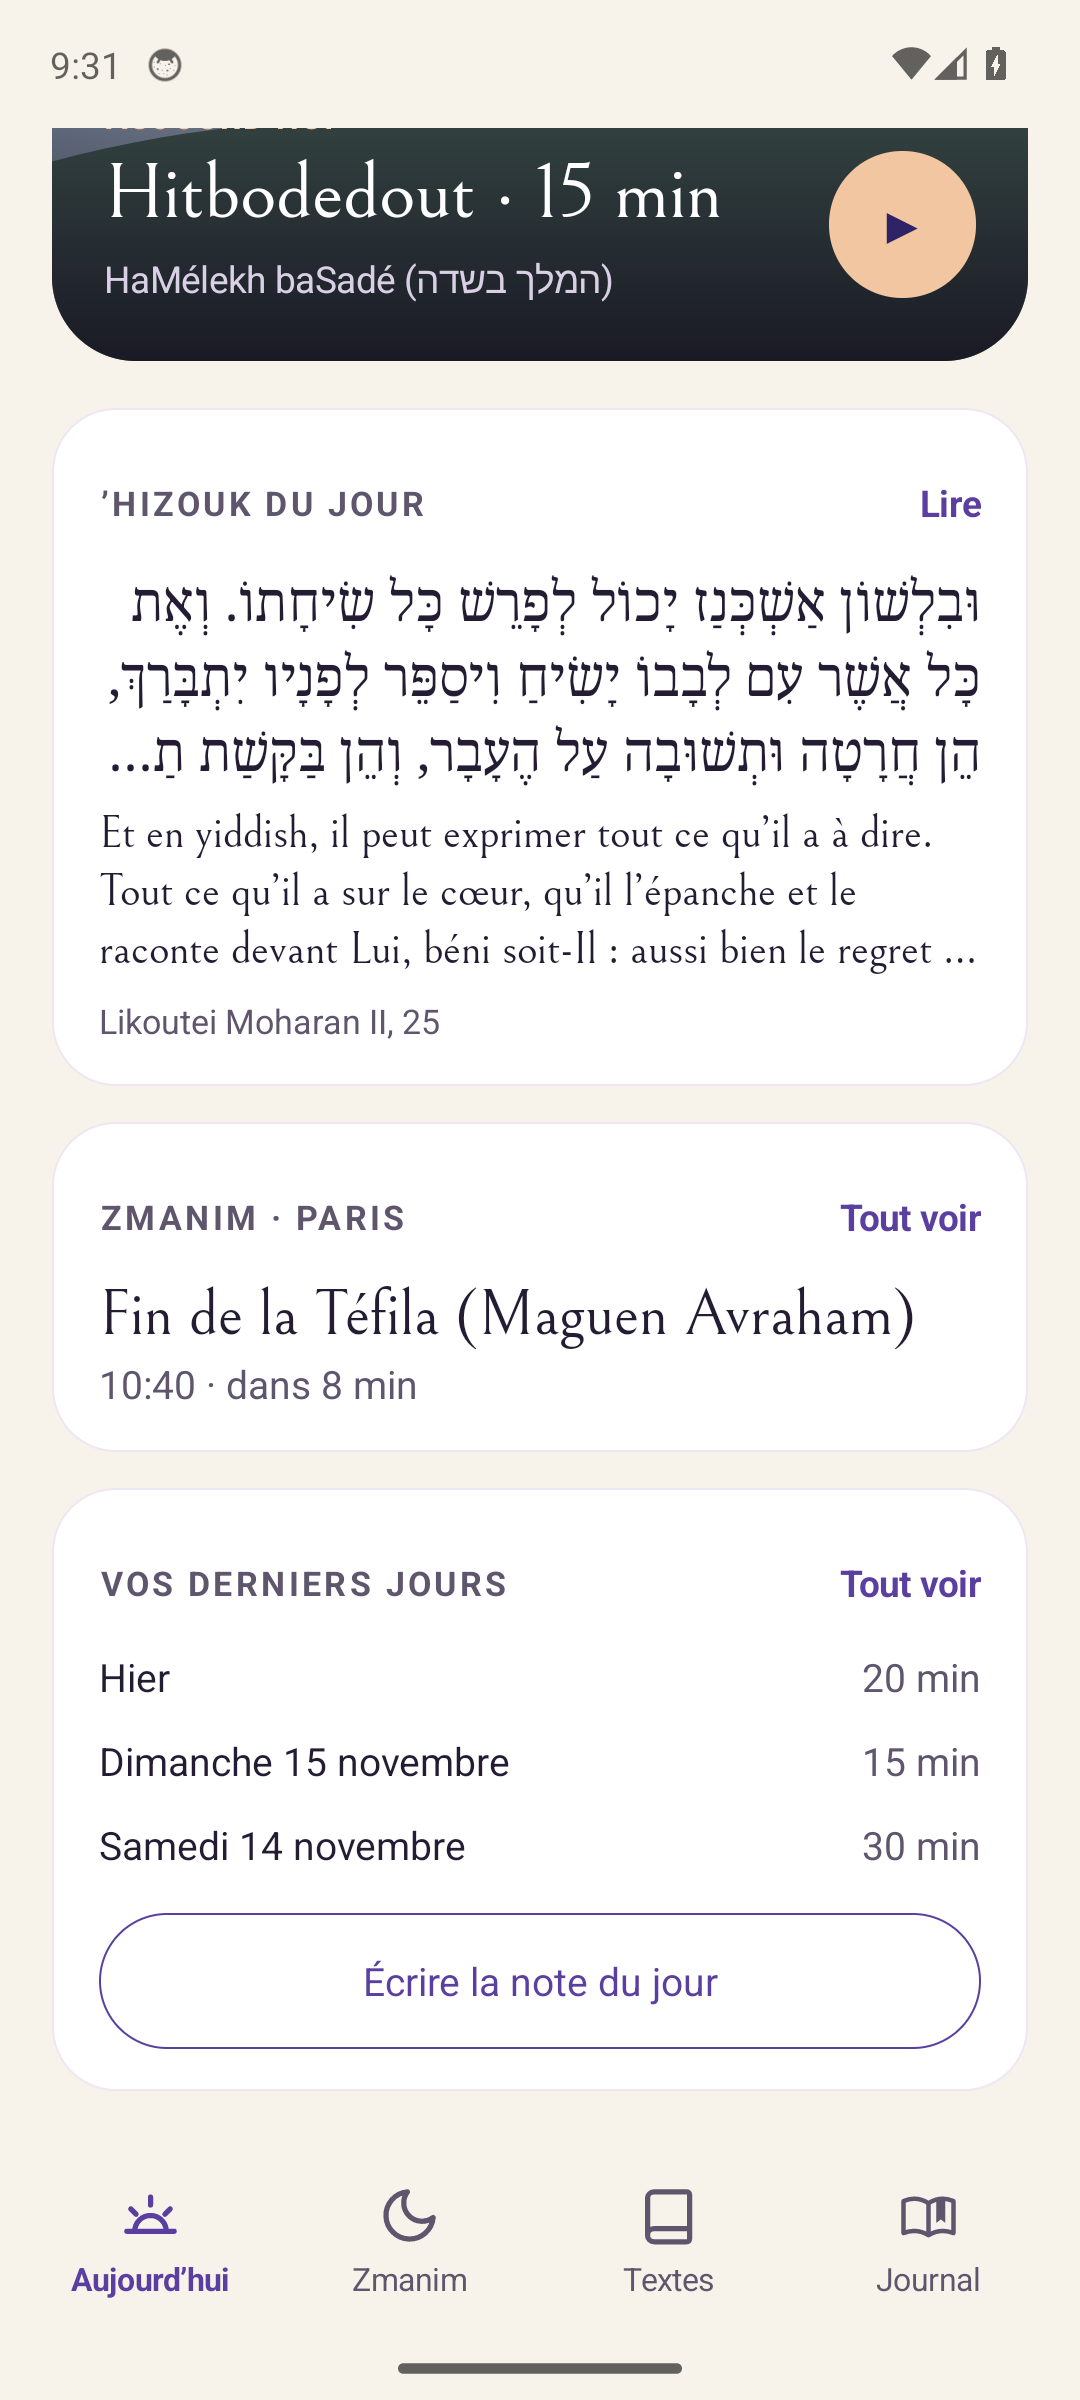 9:31
Hitbodedout · 15 min
HaMélekh baSadé (המלך בשדה)
’HIZOUK DU JOUR
Lire
וּבִלְשׁוֹן אַשְׁכְּנַז יָכוֹל לְפָרֵשׁ כָּל שִׂיחָתוֹ. וְאֶת
כָּל אֲשֶׁר עִם לְבָבוֹ יָשִׂיחַ וִיסַפֵּר לְפָנָיו יִתְבָּרַךְ,
הֵן חֲרָטָה וּתְשׁוּבָה עַל הֶעָבָר, וְהֵן בַּקָּשַׁת תַ...
Et en yiddish, il peut exprimer tout ce qu’il a à dire.
Tout ce qu’il a sur le cœur, qu’il l’épanche et le
raconte devant Lui, béni soit-Il : aussi bien le regret ...
Likoutei Moharan II, 25
ZMANIM · PARIS
Tout voir
Fin de la Téfila (Maguen Avraham)
10:40 · dans 8 min
VOS DERNIERS JOURS
Tout voir
Hier
20 min
Dimanche 15 novembre
15 min
Samedi 14 novembre
30 min
Écrire la note du jour
Aujourd’hui
Zmanim
Textes
Journal